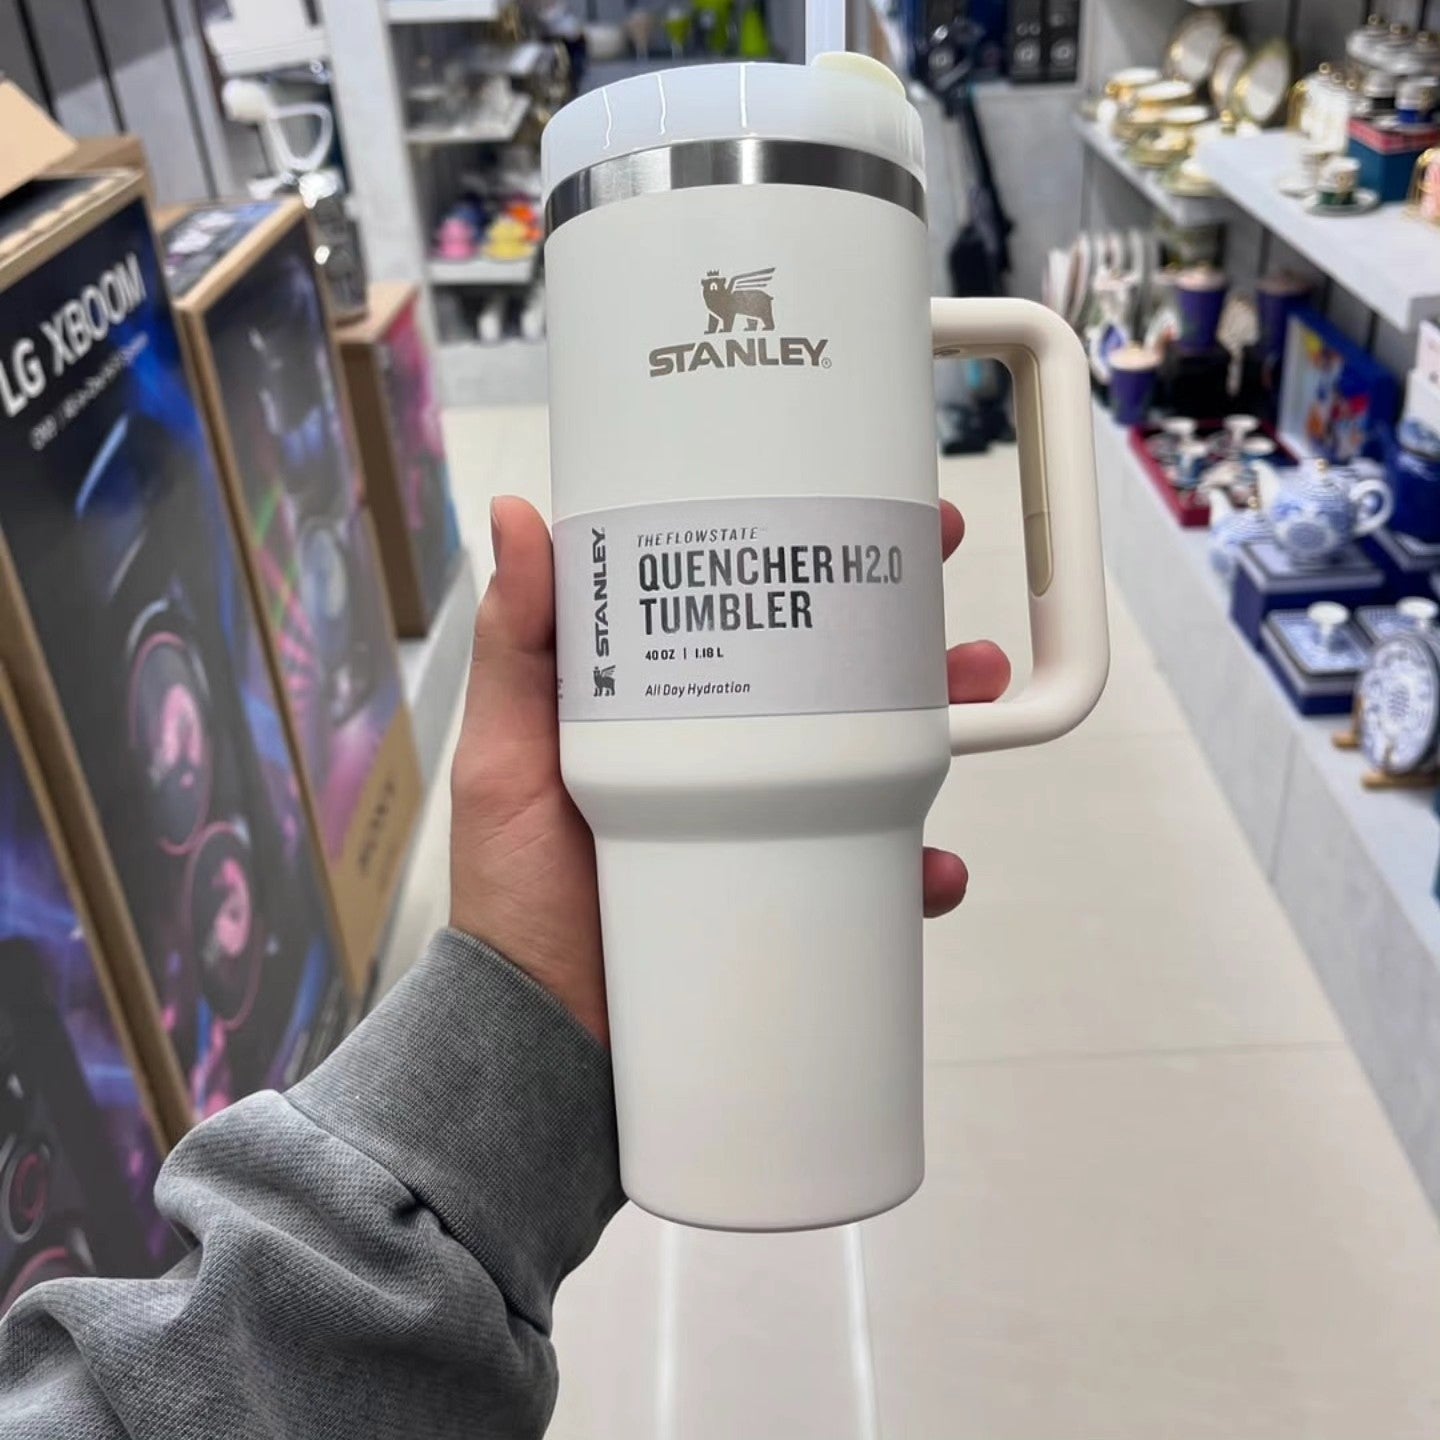 LG XBOOM
STANLEY
STANLEY
THE FLOWSTATE™
QUENCHER H2.0
TUMBLER
40 OZ | 1.18 L
All Day Hydration